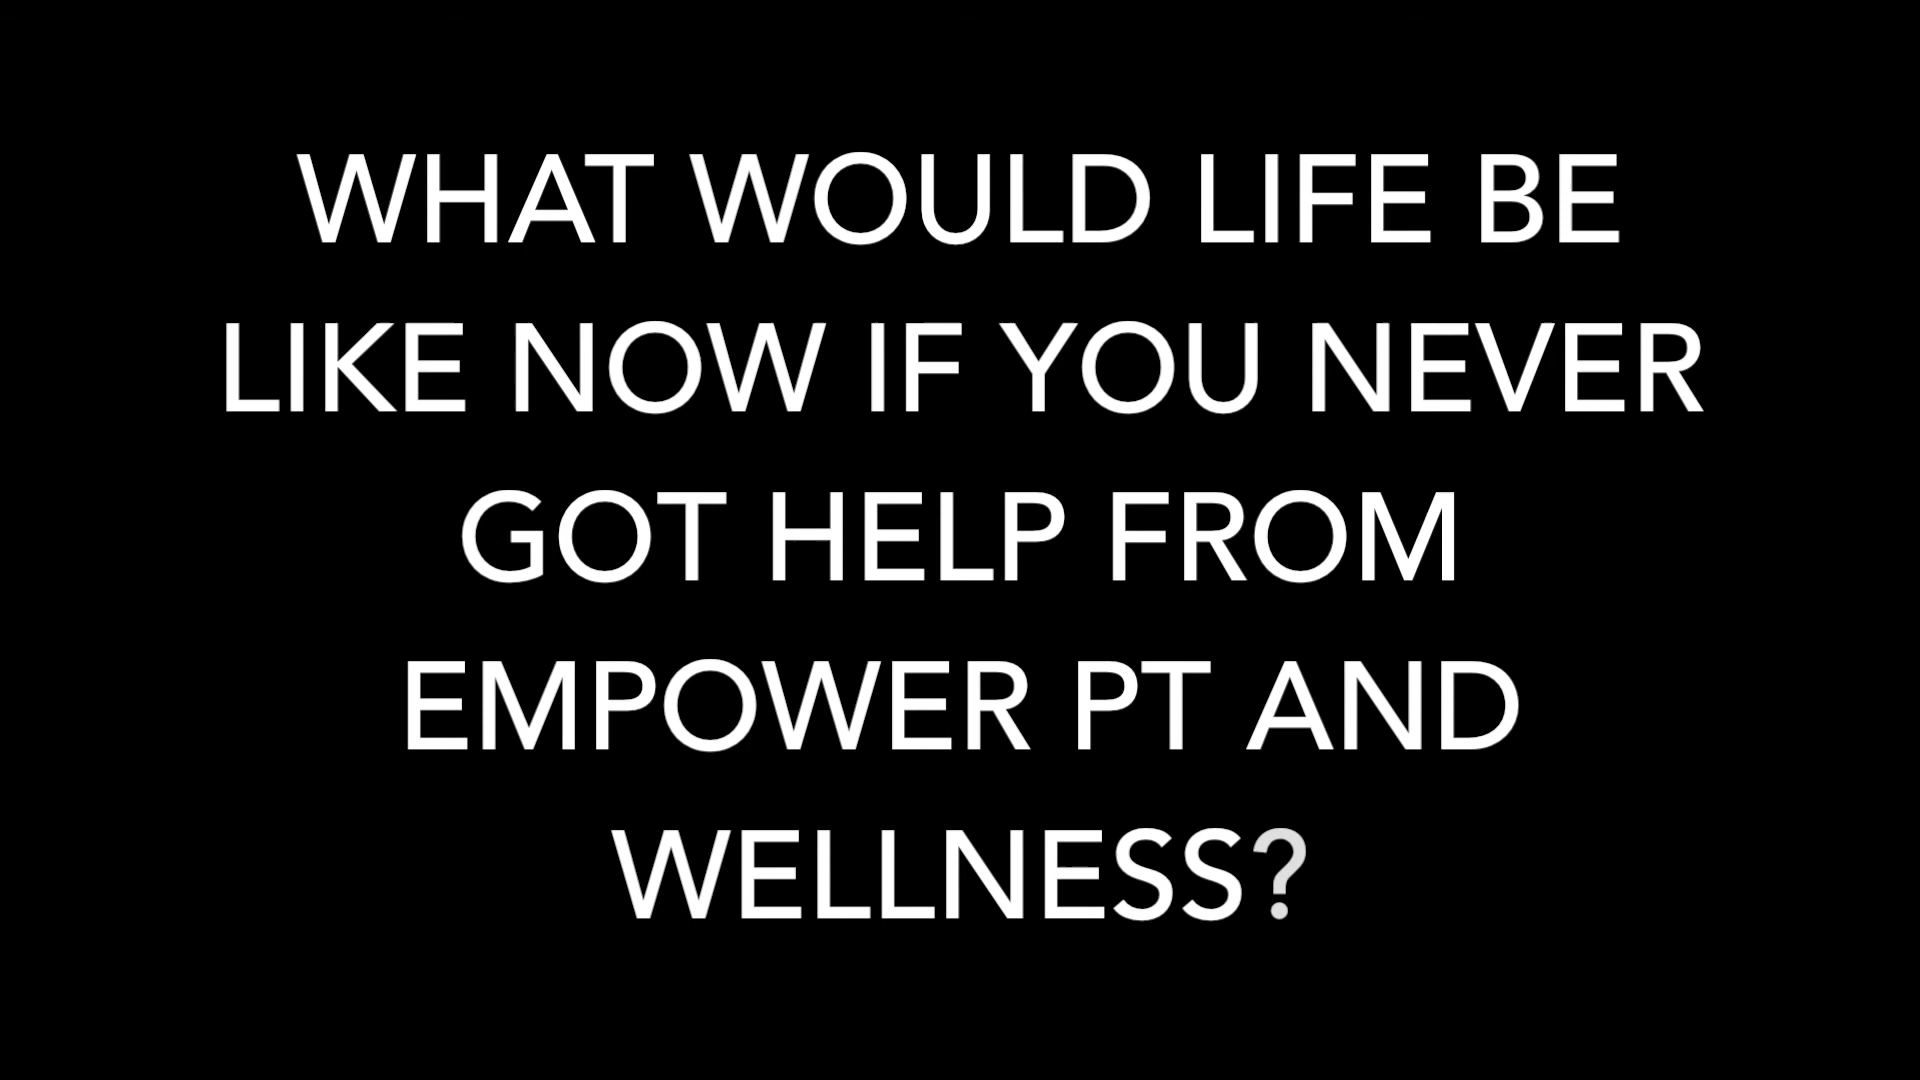 WHAT WOULD LIFE BE
LIKE NOW IF YOU NEVER
GOT HELP FROM
EMPOWER PT AND
WELLNESS?